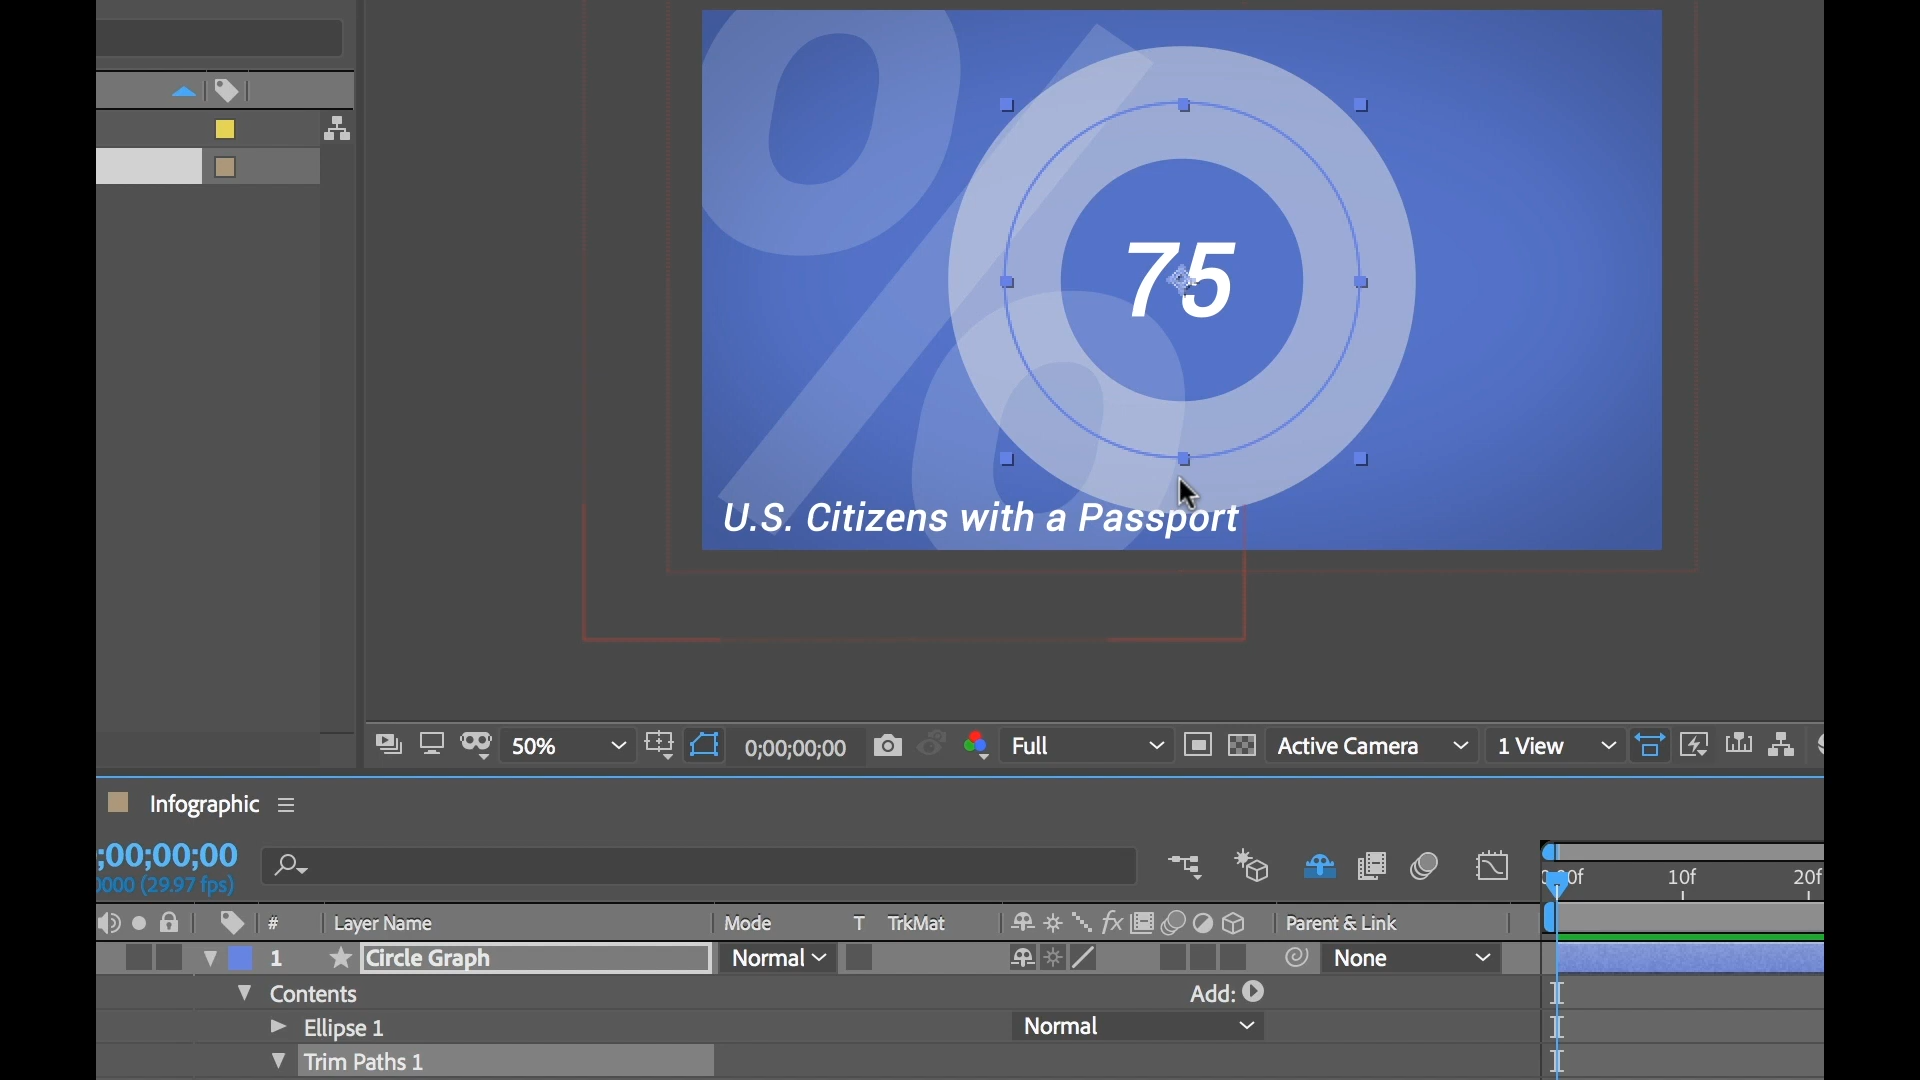 %
75
U.S. Citizens with a Passport
50%
0;00;00;00
Full
Active Camera
1 View
Infographic
;00;00;00
0000 (29.97 fps)
10f
20f
#
Layer Name
Mode
T
TrkMat
fx
Parent & Link
1
Circle Graph
Normal
None
Contents
Add:
Ellipse 1
Normal
Trim Paths 1